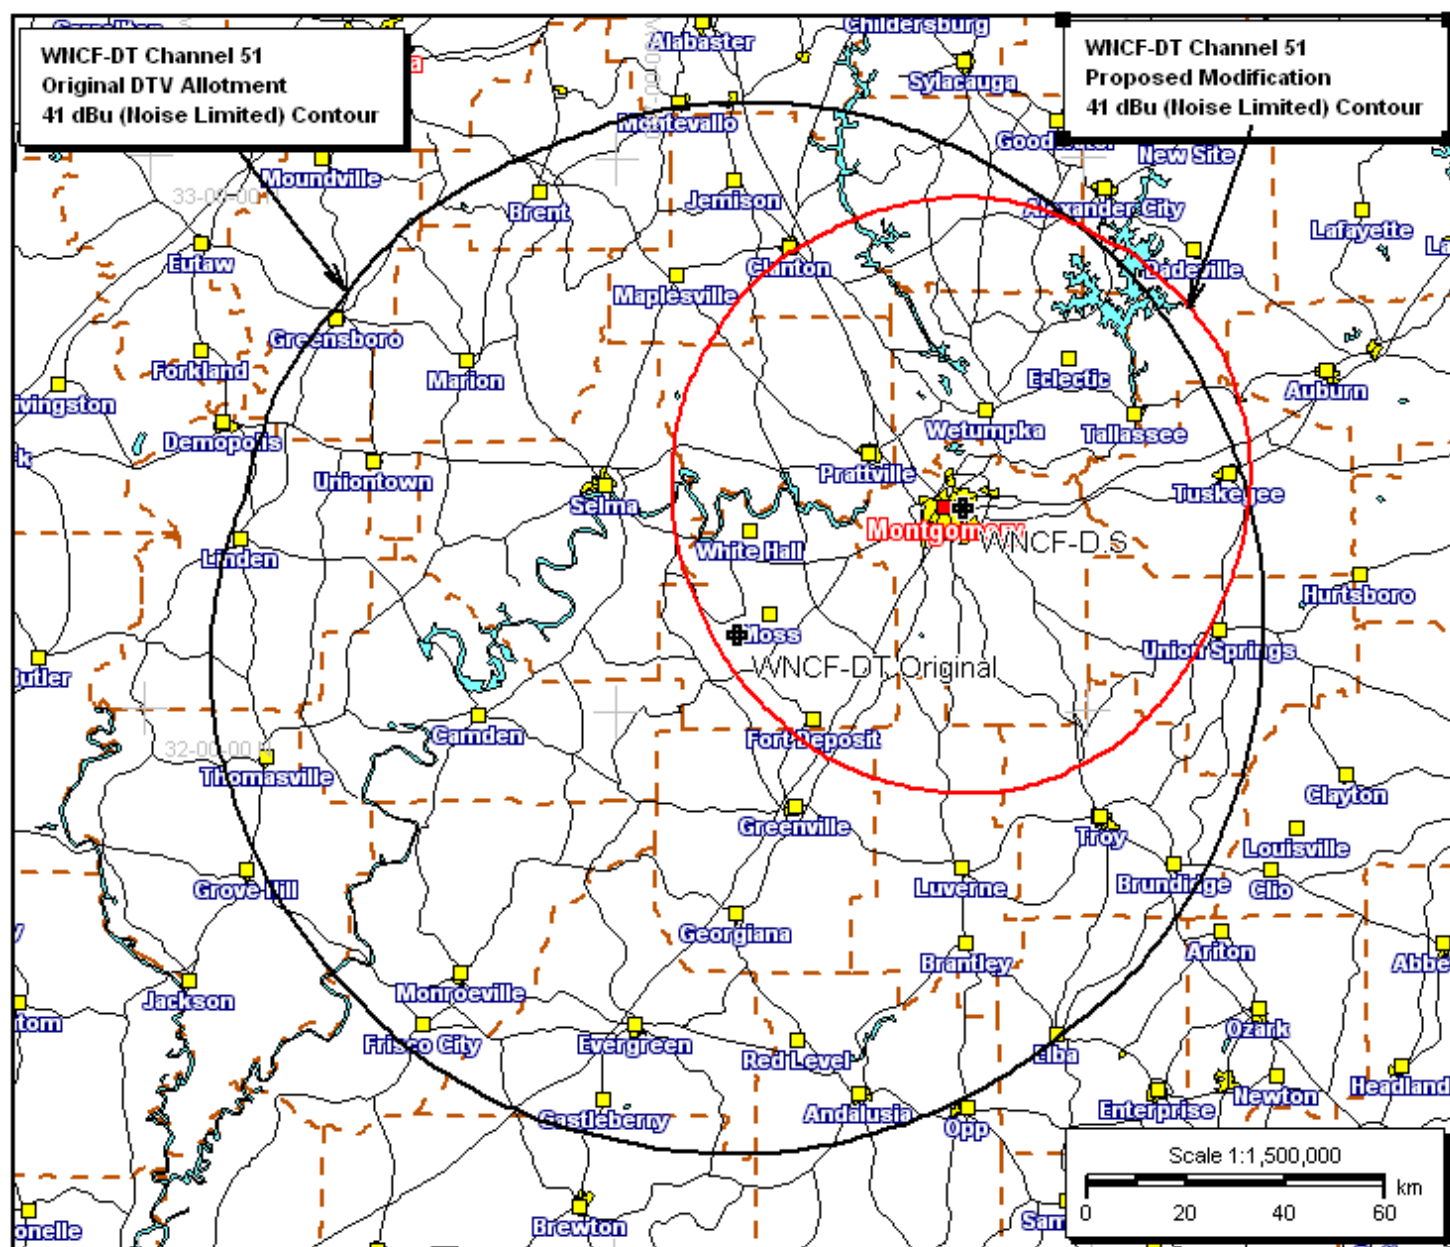 WNCF-DT Channel 51
Original DTV Allotment
41 dBu (Noise Limited) Contour
WNCF-DT Channel 51
Proposed Modification
41 dBu (Noise Limited) Contour
Alabaster
Childersburg
Sylacauga
Montevallo
New Site
Moundville
33-00-00
Brent
Jemison
Alexander City
Lafayette
Eutaw
Clanton
Dadeville
Maplesville
Greensboro
Forkland
Marion
Eclectic
Auburn
Demopolis
Wetumpka
Tallassee
Uniontown
Prattville
Selma
Tuskegee
White Hall
Montgomery
WNCF-D.S
Linden
Hurtsboro
Moss
Union Springs
WNCF-DT Original
Butler
Camden
Fort Deposit
32-00-00 N
Thomasville
Clayton
Greenville
Troy
Louisville
Grove Hill
Luverne
Brundidge
Clio
Georgiana
Brantley
Ariton
Abbe
Jackson
Monroeville
tom
Frisco City
Evergreen
Red Level
Elba
Ozark
Headland
Castleberry
Andalusia
Opp
Enterprise
Newton
Scale 1:1,500,000
km
0 20 40 60
onelle
Brewton
Sam